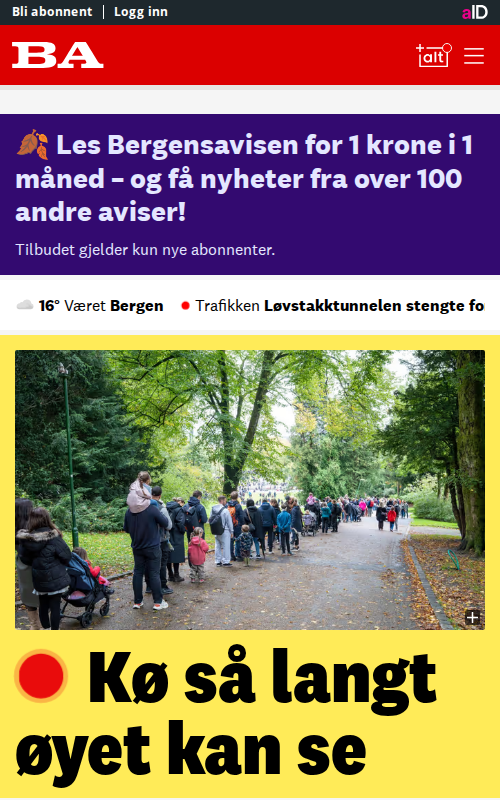 Bli abonnent | Logg inn
aID
BA
alt
🍂 Les Bergensavisen for 1 krone i 1
måned – og få nyheter fra over 100
andre aviser!
Tilbudet gjelder kun nye abonnenter.
16° Været Bergen Trafikken Løvstakktunnelen stengte fo
Kø så langt
øyet kan se